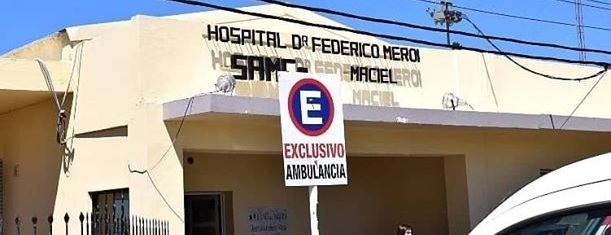 HOSPITAL DR FEDERICO MEROI
SAMCo MACIEL
E
EXCLUSIVO
AMBULANCIA